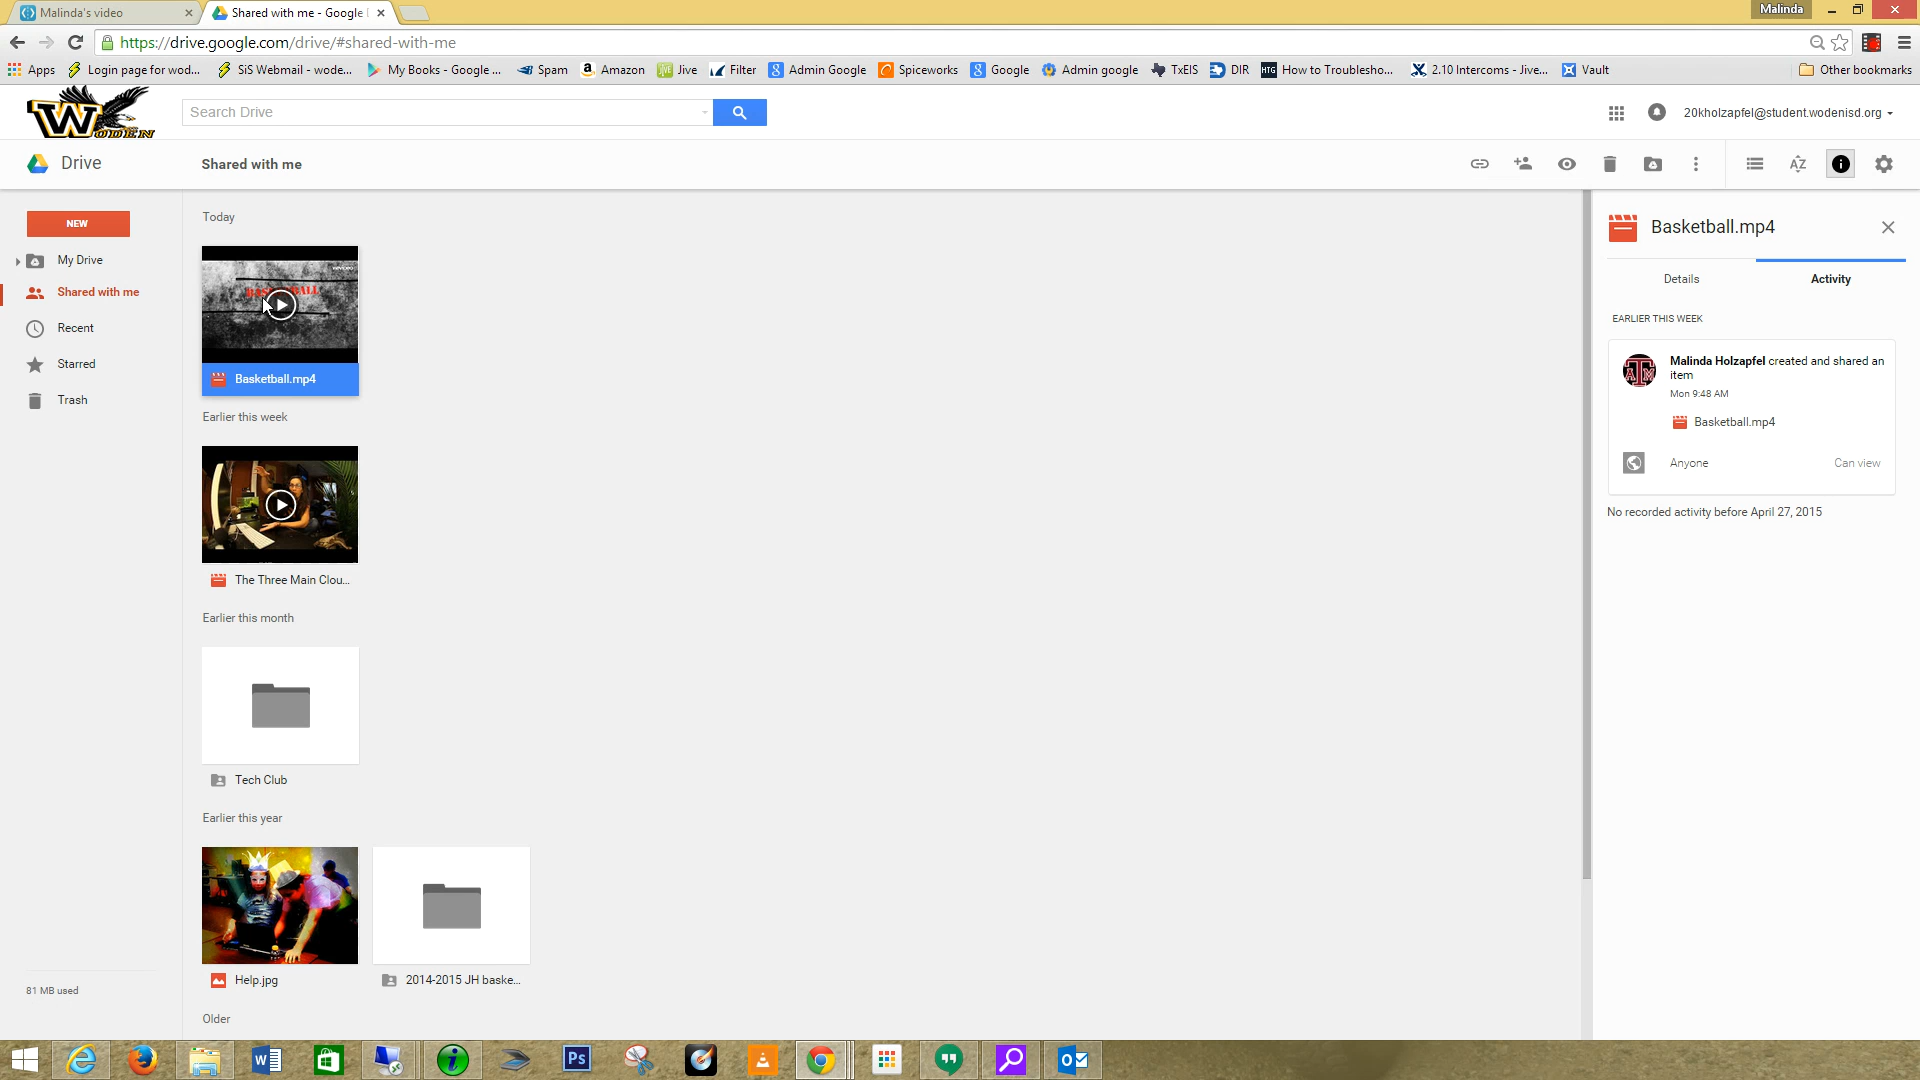 Malinda's video
Shared with me - Google
Malinda
https://drive.google.com/drive/#shared-with-me
Apps
Login page for wod...
SiS Webmail - wode...
My Books - Google ...
Spam
Amazon
Jive
Filter
Admin Google
Spiceworks
Google
Admin google
TxEIS
DIR
HTG
How to Troublesho...
2.10 Intercoms - Jive...
Vault
Other bookmarks
WODEN
Search Drive
20kholzapfel@student.wodenisd.org
Drive
Shared with me
AZ
NEW
My Drive
Shared with me
Recent
Starred
Trash
81 MB used
Today
BASKETBALL
Basketball.mp4
Earlier this week
The Three Main Clou...
Earlier this month
Tech Club
Earlier this year
Help.jpg
2014-2015 JH baske...
Older
Basketball.mp4
Details
Activity
EARLIER THIS WEEK
Malinda Holzapfel created and shared an
item
Mon 9:48 AM
Basketball.mp4
Anyone
Can view
No recorded activity before April 27, 2015
Ps